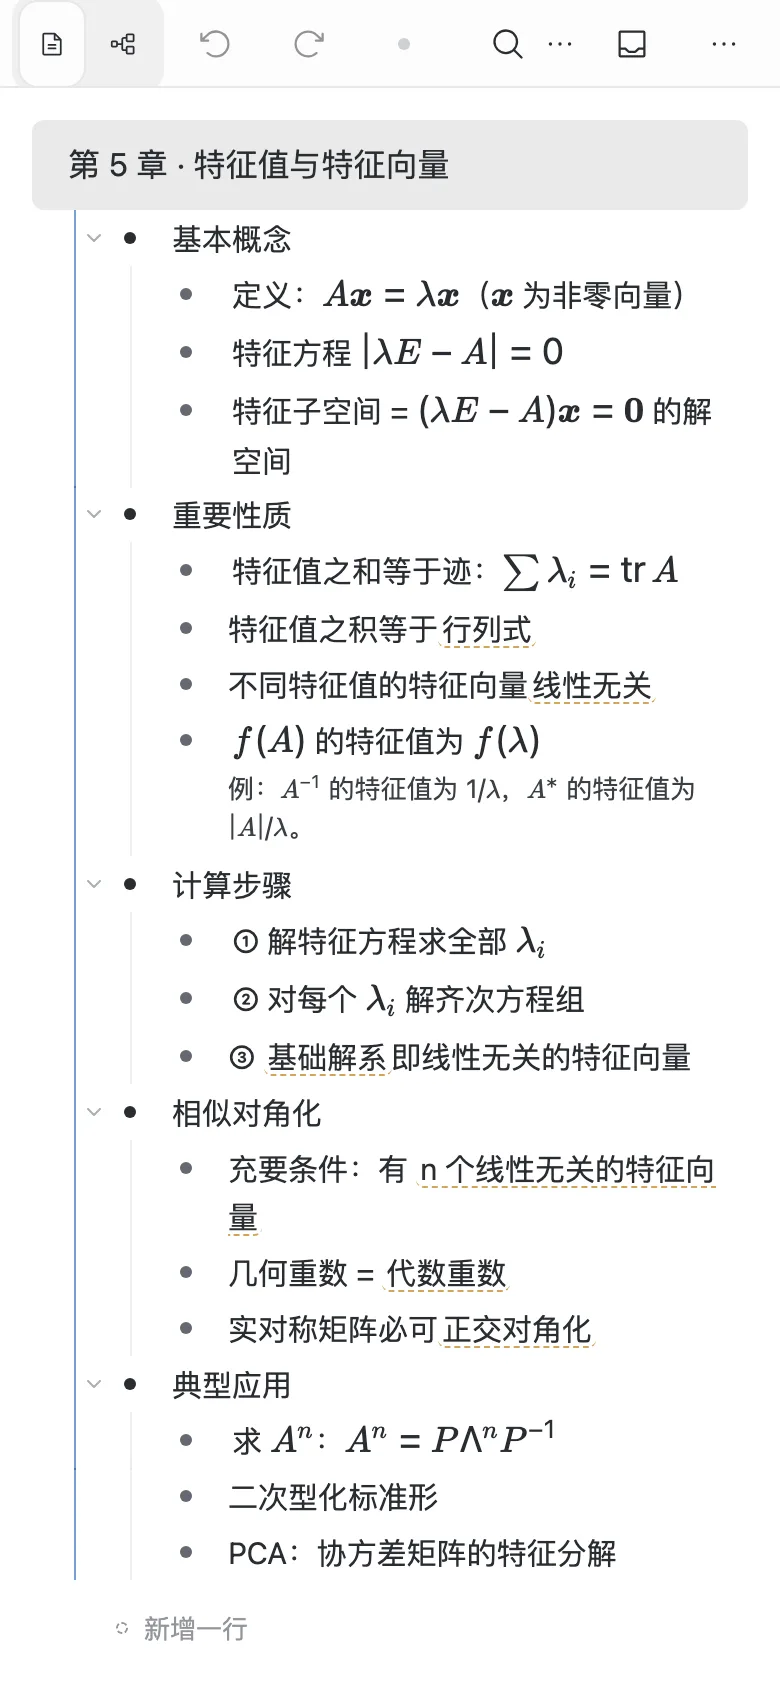 第 5 章 · 特征值与特征向量
基本概念
定义：Ax = λx（x 为非零向量）
特征方程 |λE − A| = 0
特征子空间 = (λE − A)x = 0 的解
空间
重要性质
特征值之和等于迹：∑ λᵢ = tr A
特征值之积等于行列式
不同特征值的特征向量线性无关
f(A) 的特征值为 f(λ)
例：A⁻¹ 的特征值为 1/λ，A* 的特征值为
|A|/λ。
计算步骤
① 解特征方程求全部 λᵢ
② 对每个 λᵢ 解齐次方程组
③ 基础解系即线性无关的特征向量
相似对角化
充要条件：有 n 个线性无关的特征向
量
几何重数 = 代数重数
实对称矩阵必可正交对角化
典型应用
求 Aⁿ：Aⁿ = PΛⁿP⁻¹
二次型化标准形
PCA：协方差矩阵的特征分解
新增一行